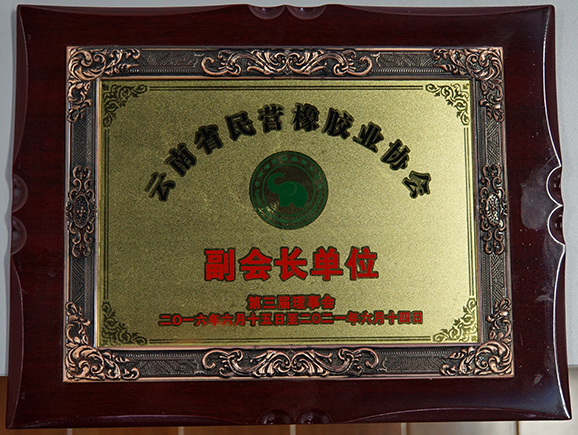 云南省民营橡胶业协会
副会长单位
第三届理事会
二〇一六年六月十五日至二〇二一年六月十四日